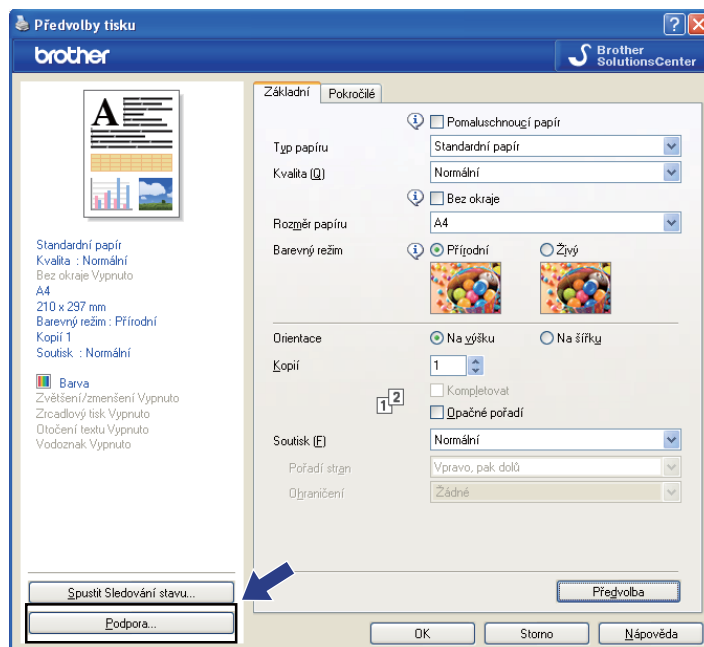 Předvolby tisku
brother
Brother
SolutionsCenter
A
Standardní papír
Kvalita : Normální
Bez okraje Vypnuto
A4
210 x 297 mm
Barevný režim : Přírodní
Kopií 1
Soutisk : Normální
Barva
Zvětšení/zmenšení Vypnuto
Zrcadlový tisk Vypnuto
Otočení textu Vypnuto
Vodoznak Vypnuto
Spustit Sledování stavu...
Podpora...
Základní Pokročilé
Pomaluschnoucí papír
Typ papíru Standardní papír
Kvalita (Q) Normální
Bez okraje
Rozměr papíru A4
Barevný režim Přírodní Živý
Orientace Na výšku Na šířku
Kopií 1
1 2
Kompletovat
Opačné pořadí
Soutisk (F) Normální
Pořadí stran Vpravo, pak dolů
Ohraničení Žádné
Předvolba
OK Storno Nápověda